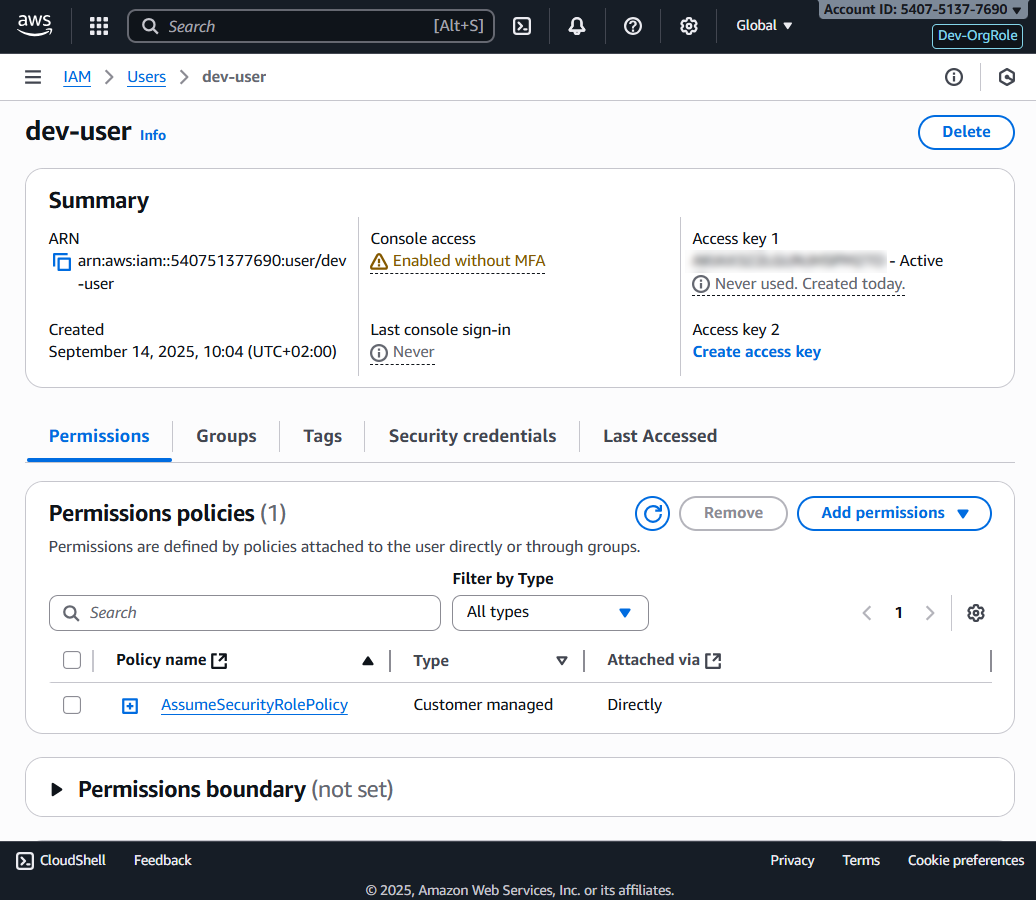 aws
Search [Alt+S]
Global
Account ID: 5407-5137-7690
Dev-OrgRole
IAM Users dev-user
dev-user Info
Delete
Summary
ARN
arn:aws:iam::540751377690:user/dev
-user
Created
September 14, 2025, 10:04 (UTC+02:00)
Console access
Enabled without MFA
Last console sign-in
Never
Access key 1
- Active
Never used. Created today.
Access key 2
Create access key
Permissions Groups Tags Security credentials Last Accessed
Permissions policies (1)
Remove
Add permissions
Permissions are defined by policies attached to the user directly or through groups.
Filter by Type
Search
All types
1
Policy name Type Attached via
AssumeSecurityRolePolicy Customer managed Directly
Permissions boundary (not set)
CloudShell Feedback Privacy Terms Cookie preferences
© 2025, Amazon Web Services, Inc. or its affiliates.